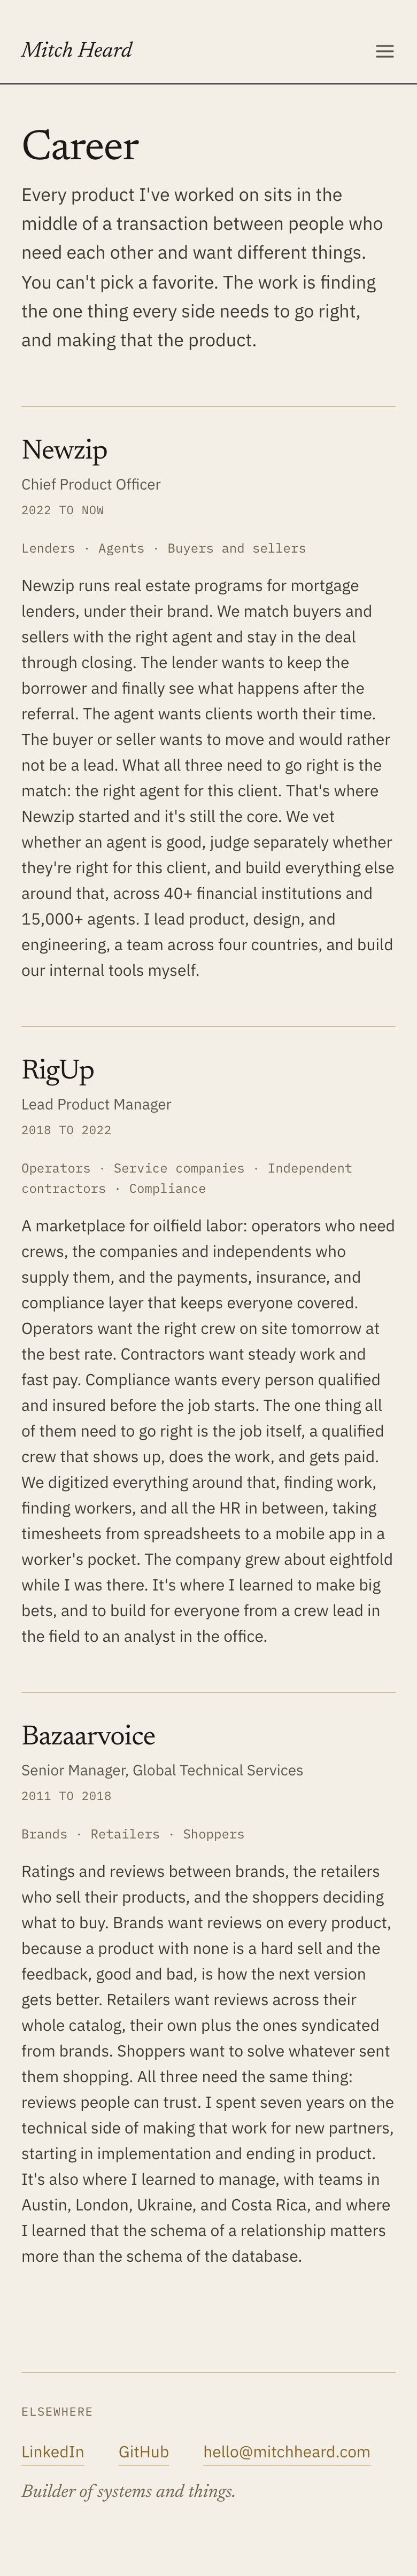 Mitch Heard
Career
Every product I've worked on sits in the
middle of a transaction between people who
need each other and want different things.
You can't pick a favorite. The work is finding
the one thing every side needs to go right,
and making that the product.
Newzip
Chief Product Officer
2022 TO NOW
Lenders · Agents · Buyers and sellers
Newzip runs real estate programs for mortgage
lenders, under their brand. We match buyers and
sellers with the right agent and stay in the deal
through closing. The lender wants to keep the
borrower and finally see what happens after the
referral. The agent wants clients worth their time.
The buyer or seller wants to move and would rather
not be a lead. What all three need to go right is the
match: the right agent for this client. That's where
Newzip started and it's still the core. We vet
whether an agent is good, judge separately whether
they're right for this client, and build everything else
around that, across 40+ financial institutions and
15,000+ agents. I lead product, design, and
engineering, a team across four countries, and build
our internal tools myself.
RigUp
Lead Product Manager
2018 TO 2022
Operators · Service companies · Independent
contractors · Compliance
A marketplace for oilfield labor: operators who need
crews, the companies and independents who
supply them, and the payments, insurance, and
compliance layer that keeps everyone covered.
Operators want the right crew on site tomorrow at
the best rate. Contractors want steady work and
fast pay. Compliance wants every person qualified
and insured before the job starts. The one thing all
of them need to go right is the job itself, a qualified
crew that shows up, does the work, and gets paid.
We digitized everything around that, finding work,
finding workers, and all the HR in between, taking
timesheets from spreadsheets to a mobile app in a
worker's pocket. The company grew about eightfold
while I was there. It's where I learned to make big
bets, and to build for everyone from a crew lead in
the field to an analyst in the office.
Bazaarvoice
Senior Manager, Global Technical Services
2011 TO 2018
Brands · Retailers · Shoppers
Ratings and reviews between brands, the retailers
who sell their products, and the shoppers deciding
what to buy. Brands want reviews on every product,
because a product with none is a hard sell and the
feedback, good and bad, is how the next version
gets better. Retailers want reviews across their
whole catalog, their own plus the ones syndicated
from brands. Shoppers want to solve whatever sent
them shopping. All three need the same thing:
reviews people can trust. I spent seven years on the
technical side of making that work for new partners,
starting in implementation and ending in product.
It's also where I learned to manage, with teams in
Austin, London, Ukraine, and Costa Rica, and where
I learned that the schema of a relationship matters
more than the schema of the database.
ELSEWHERE
LinkedIn GitHub hello@mitchheard.com
Builder of systems and things.